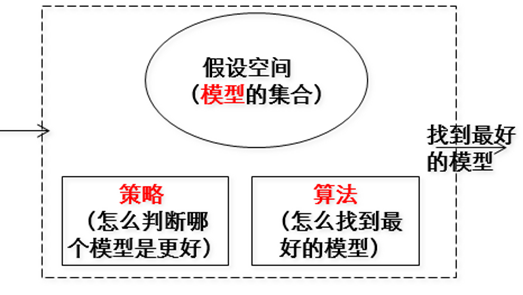 假设空间
（模型的集合）
找到最好
的模型
策略
（怎么判断哪
个模型是更好）
算法
（怎么找到最
好的模型）